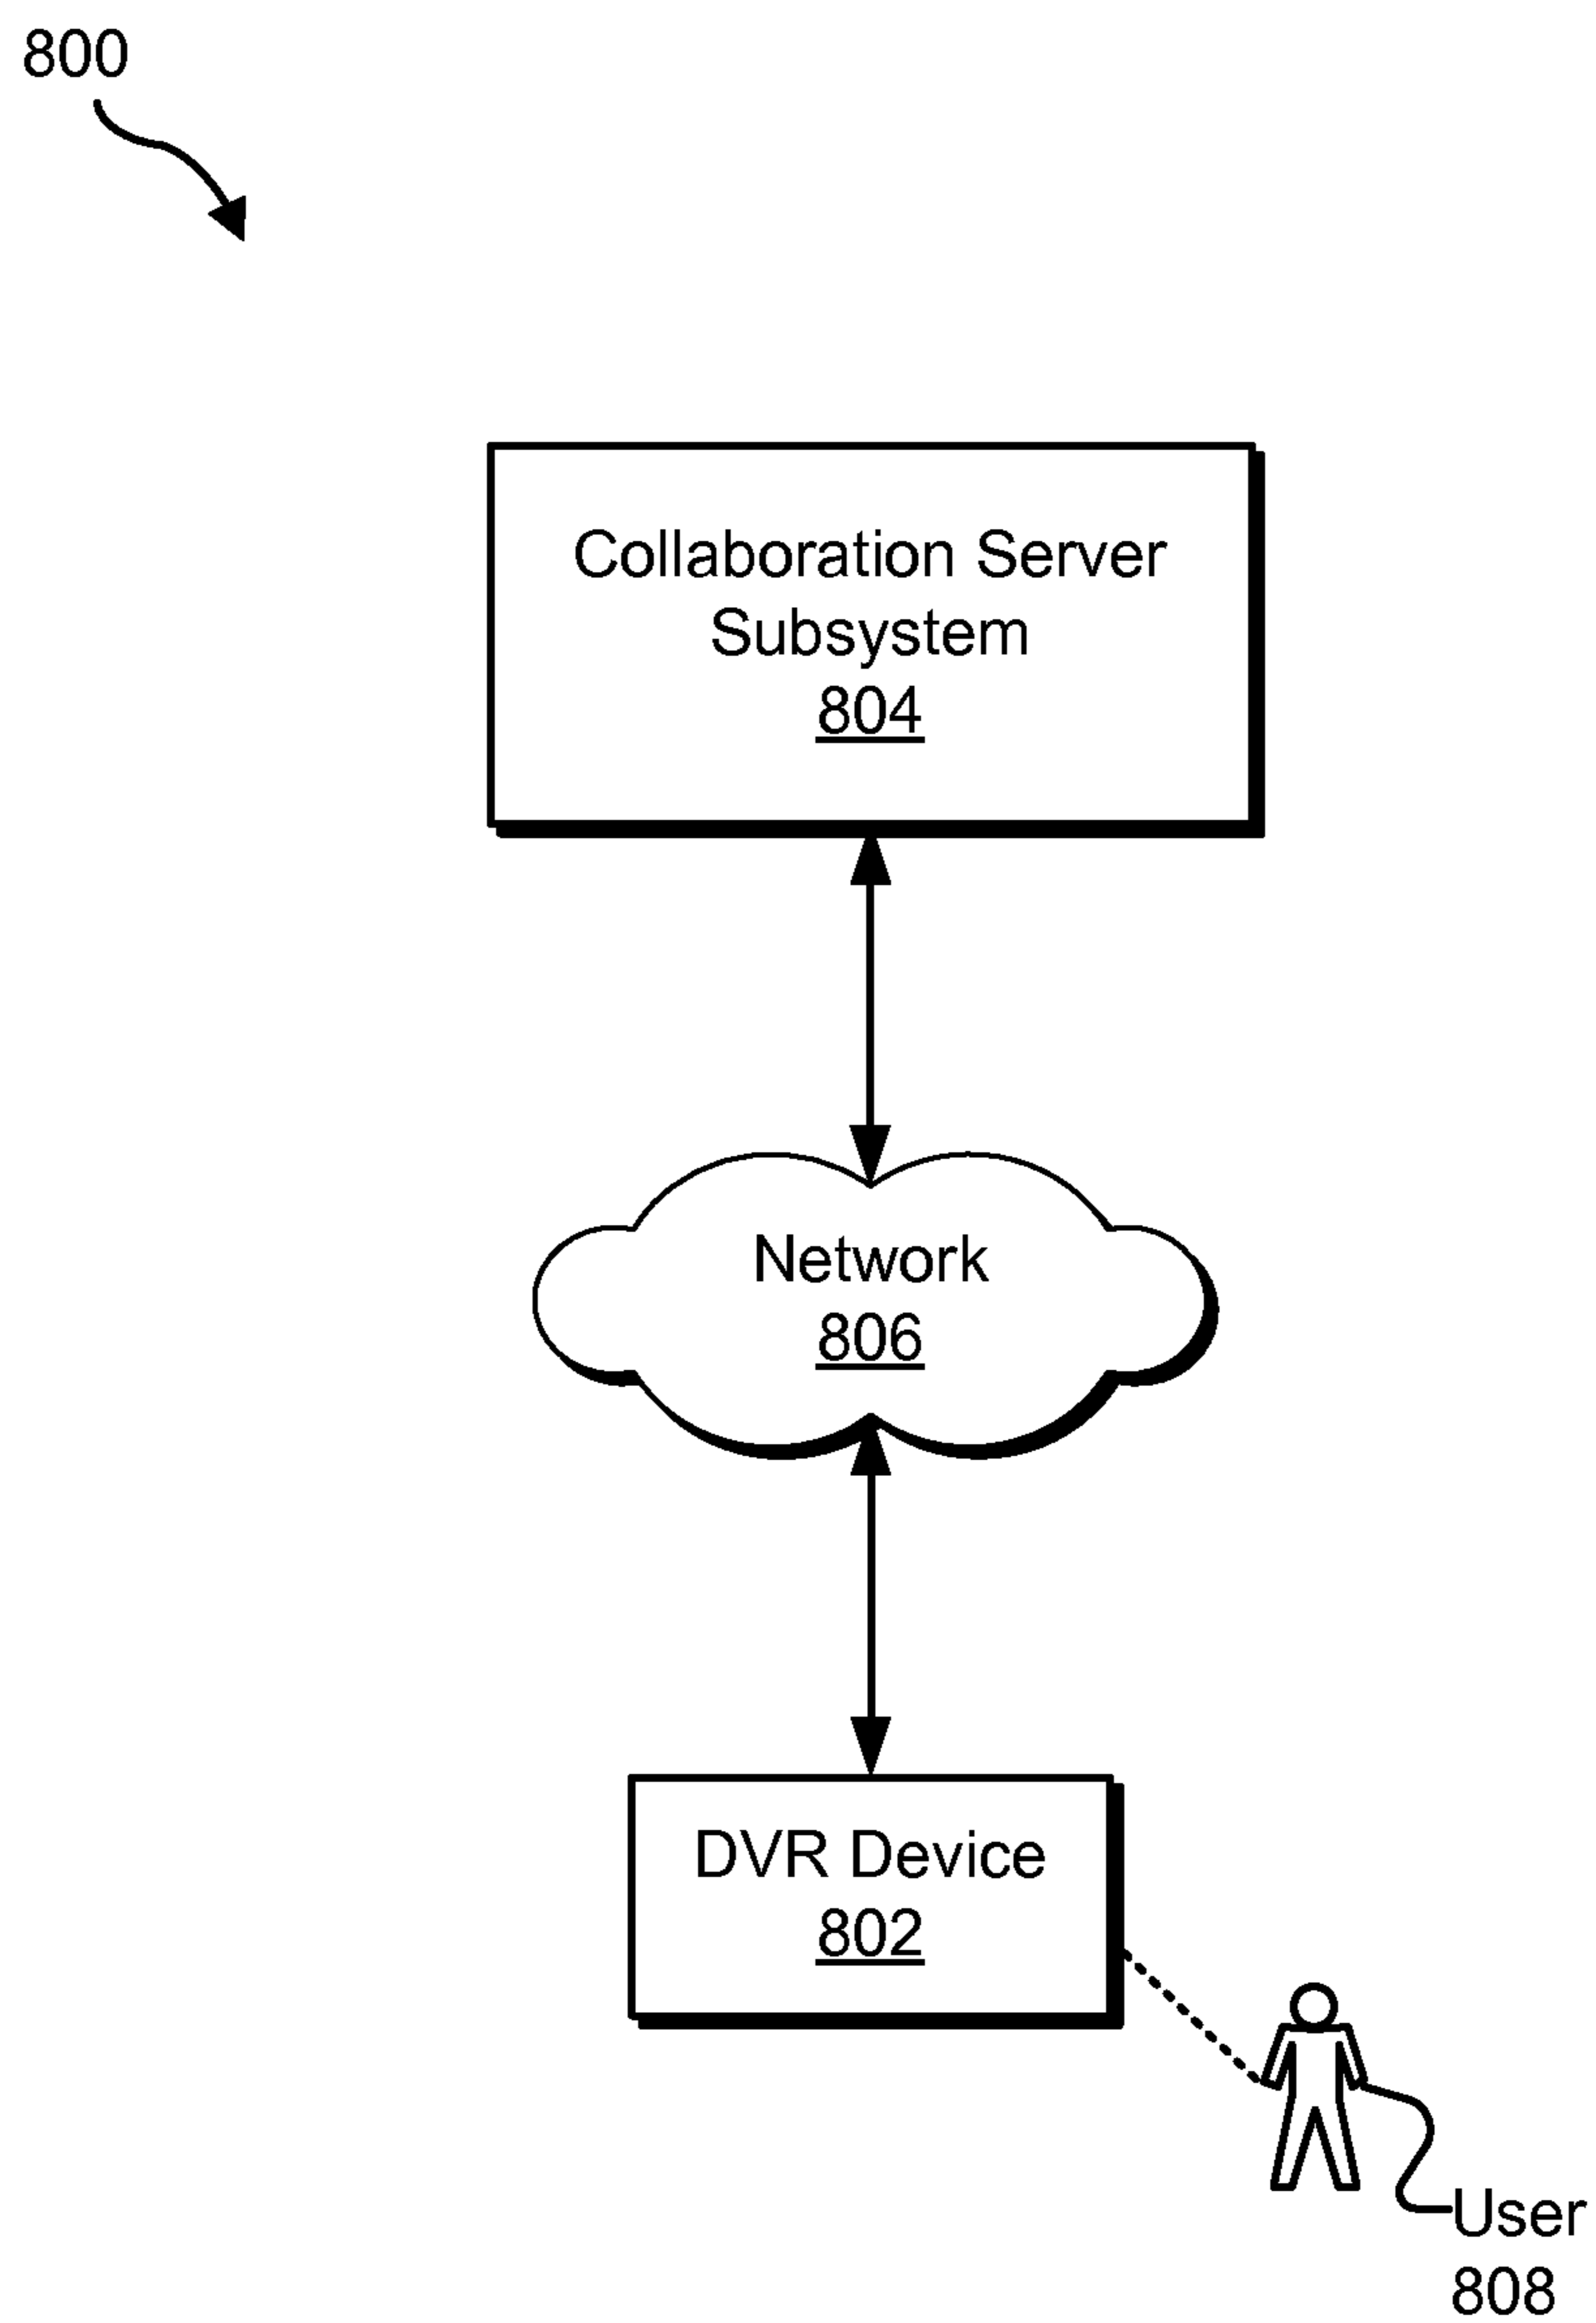 800
Collaboration Server
Subsystem
804
Network
806
DVR Device
802
User
808